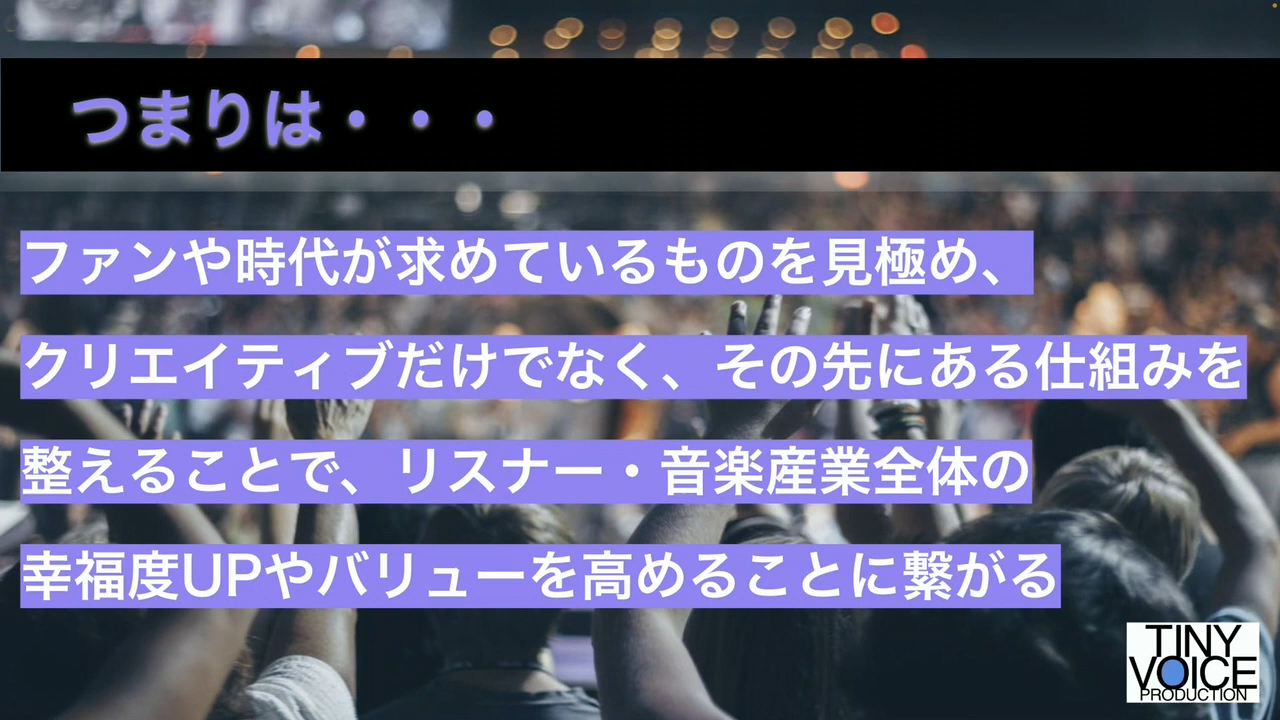 つまりは・・・
ファンや時代が求めているものを見極め、
クリエイティブだけでなく、その先にある仕組みを
整えることで、リスナー・音楽産業全体の
幸福度UPやバリューを高めることに繋がる
TINY
VOICE
PRODUCTION